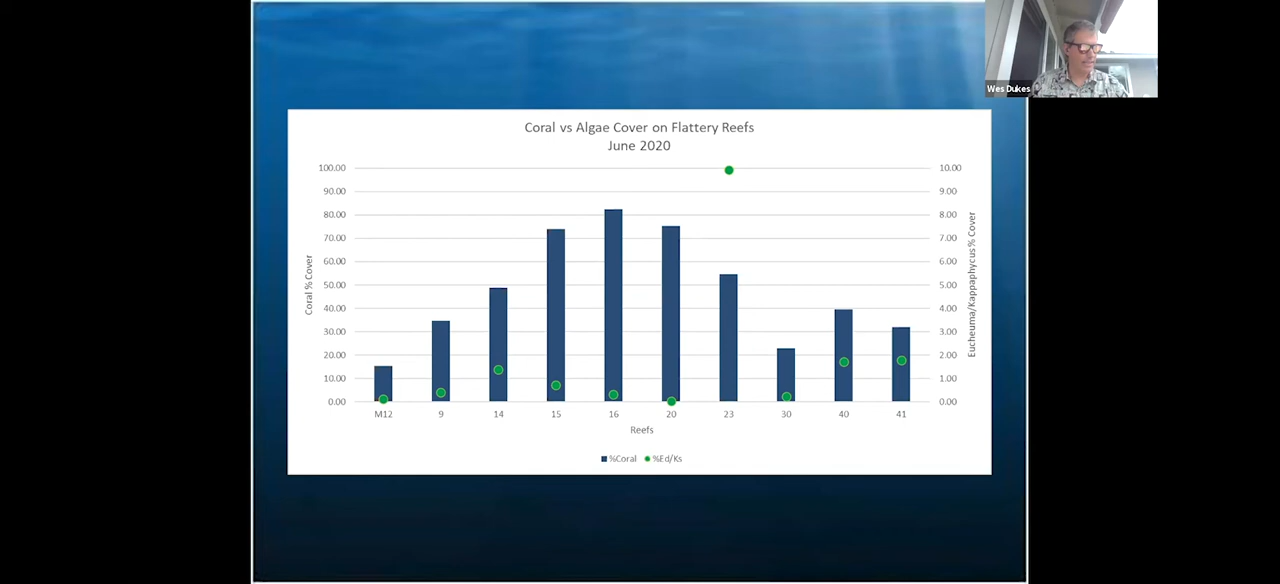 Wes Dukes
Coral vs Algae Cover on Flattery Reefs
June 2020
Coral % Cover
100.00
90.00
80.00
70.00
60.00
50.00
40.00
30.00
20.00
10.00
0.00
10.00
9.00
8.00
7.00
6.00
5.00
4.00
3.00
2.00
1.00
0.00
Eucheuma/Kappaphycus% Cover
M12 9 14 15 16 20 23 30 40 41
Reefs
%Coral %Ed/Ks